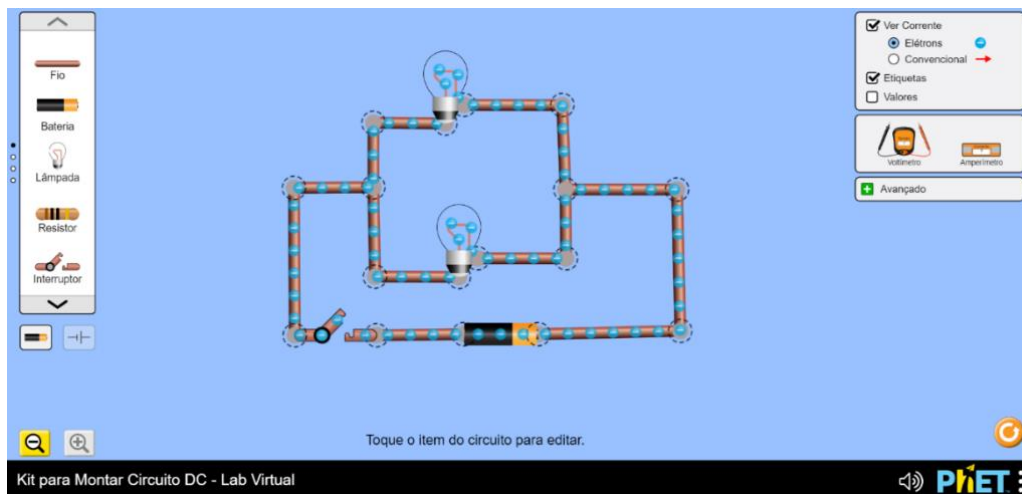 Fio
Bateria
Lâmpada
Resistor
Interruptor
Ver Corrente
Elétrons
Convencional
Etiquetas
Valores
Voltímetro
Amperímetro
Avançado
Toque o item do circuito para editar.
Kit para Montar Circuito DC - Lab Virtual
PhET